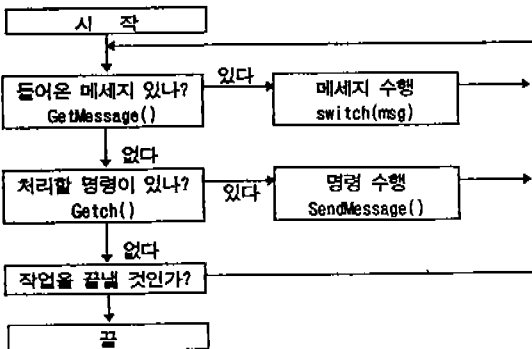 시 작
들어온 메세지 있나?
GetMessage()
있다
메세지 수행
switch(msg)
없다
처리할 명령이 있나?
Getch()
있다
명령 수행
SendMessage()
없다
작업을 끝낼 것인가?
끝